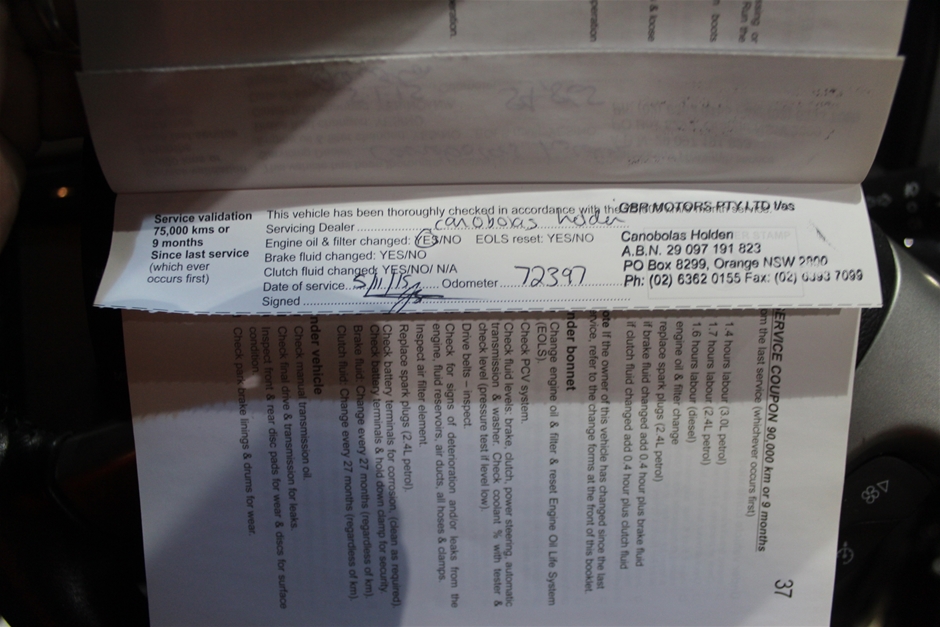 Service validation
75,000 kms or
9 months
Since last service
(which ever
occurs first)
This vehicle has been thoroughly checked in accordance with the
Servicing Dealer canobolas holden
Engine oil & filter changed: YES/NO EOLS reset: YES/NO
Brake fluid changed: YES/NO
Clutch fluid changed: YES/NO/ N/A
Date of service 5/11/15 Odometer 72397
Signed
GBR MOTORS PTY LTD t/as
Canobolas Holden
A.B.N. 29 097 191 823
PO Box 8299, Orange NSW 2800
Ph: (02) 6362 0155 Fax: (02) 6393 7099
37
SERVICE COUPON 90,000 km or 9 months
om the last service (whichever occurs first)
1.4 hours labour (3.0L petrol)
1.7 hours labour (2.4L petrol)
1.6 hours labour (diesel)
engine oil & filter change
replace spark plugs (2.4L petrol)
if brake fluid changed add 0.4 hour plus brake fluid
if clutch fluid changed add 0.4 hour plus clutch fluid
ote if the owner of this vehicle has changed since the last
rvice, refer to the change forms at the front of this booklet
nder bonnet
Change engine oil & filter & reset Engine Oil Life System
(EOLS).
Check PCV system.
Check fluid levels: brake, clutch, power steering, automatic
transmission & washer. Check coolant % with tester &
check level (pressure test if level low).
Drive belts – inspect.
Check for signs of deterioration and/or leaks from the
engine, fluid reservoirs, air ducts, all hoses & clamps.
Inspect air filter element.
Replace spark plugs (2.4L petrol).
Check battery terminals for corrosion, (clean as required).
Check battery terminals & hold down clamp for security.
Brake fluid: Change every 27 months (regardless of km).
Clutch fluid: Change every 27 months (regardless of km).
nder vehicle
Check manual transmission oil.
Check final drive & transmission for leaks.
Inspect front & rear disc pads for wear & discs for surface
condition.
Check park brake linings & drums for wear.